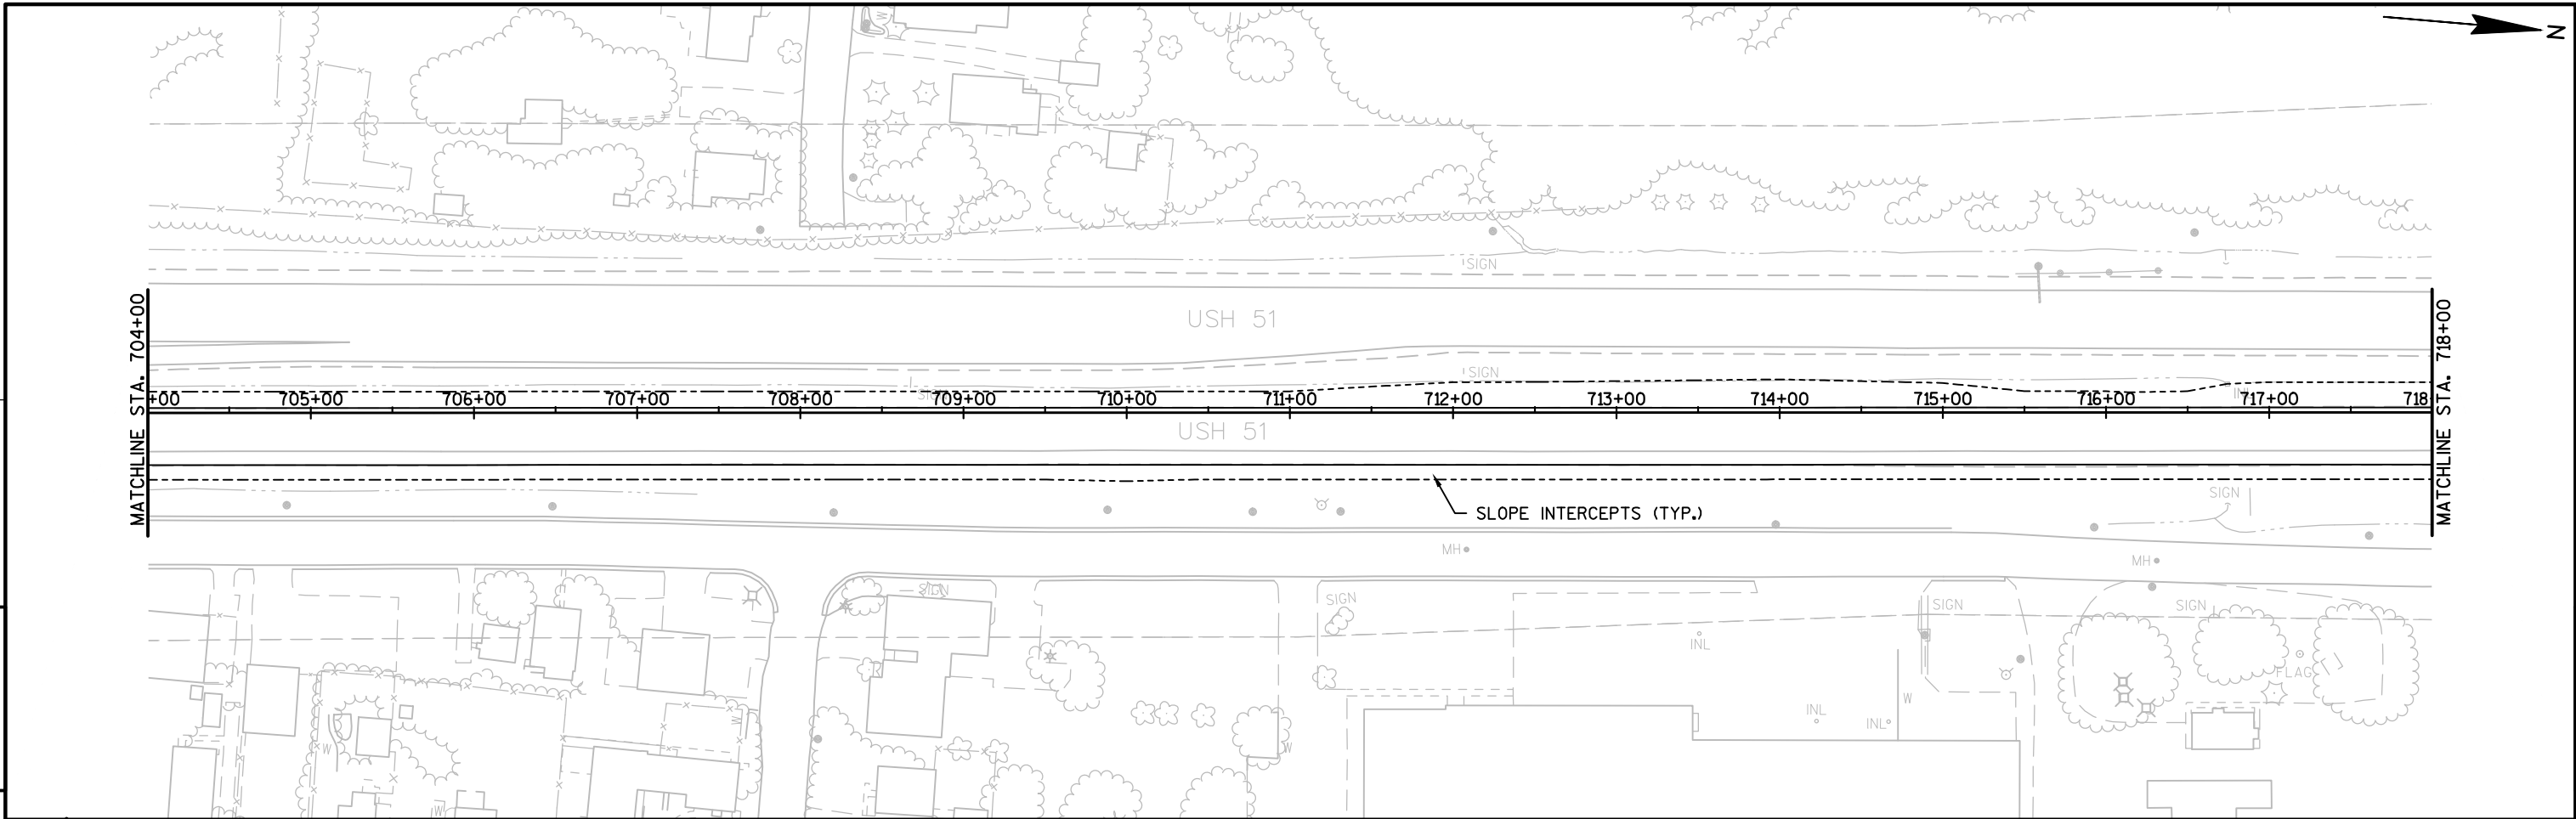 N
SIGN
USH 51
MATCHLINE STA. 704+00
MATCHLINE STA. 718+00
SIGN
SIGN
INL
+00 705+00 706+00 707+00 708+00 709+00 710+00 711+00 712+00 713+00 714+00 715+00 716+00 717+00 718
USH 51
SIGN
SLOPE INTERCEPTS (TYP.)
MH
MH
SIGN
SIGN
SIGN
SIGN
INL
FLAG
W
INL
INL
W
W
W
W
W